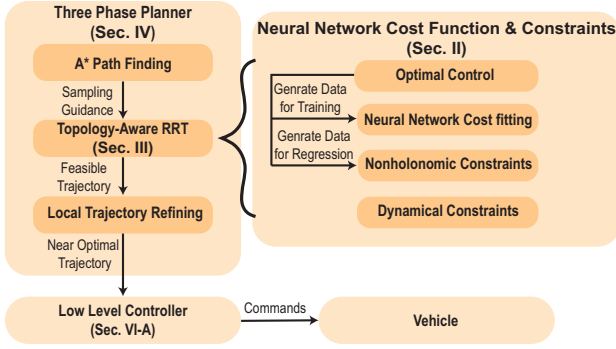 Three Phase Planner
(Sec. IV)
A* Path Finding
Sampling
Guidance
Topology-Aware RRT
(Sec. III)
Feasible
Trajectory
Local Trajectory Refining
Near Optimal
Trajectory
Low Level Controller
(Sec. VI-A)
Commands
Vehicle
Neural Network Cost Function & Constraints
(Sec. II)
Optimal Control
Genrate Data
for Training
Neural Network Cost fitting
Genrate Data
for Regression
Nonholonomic Constraints
Dynamical Constraints